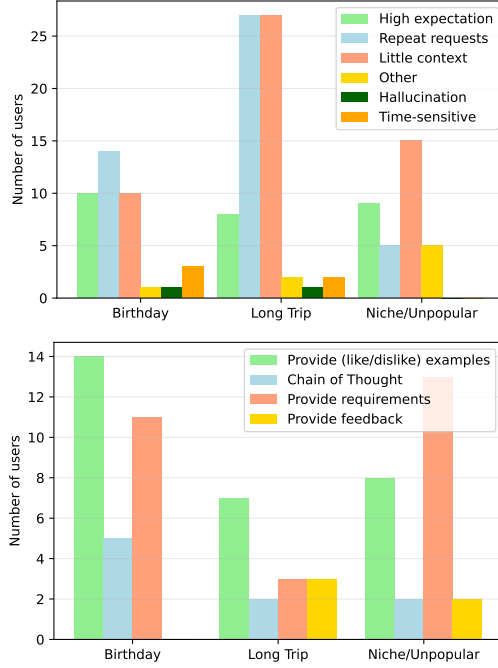 Number of users
25
20
15
10
5
0
High expectation
Repeat requests
Little context
Other
Hallucination
Time-sensitive
Birthday Long Trip Niche/Unpopular
Number of users
14
12
10
8
6
4
2
0
Provide (like/dislike) examples
Chain of Thought
Provide requirements
Provide feedback
Birthday Long Trip Niche/Unpopular